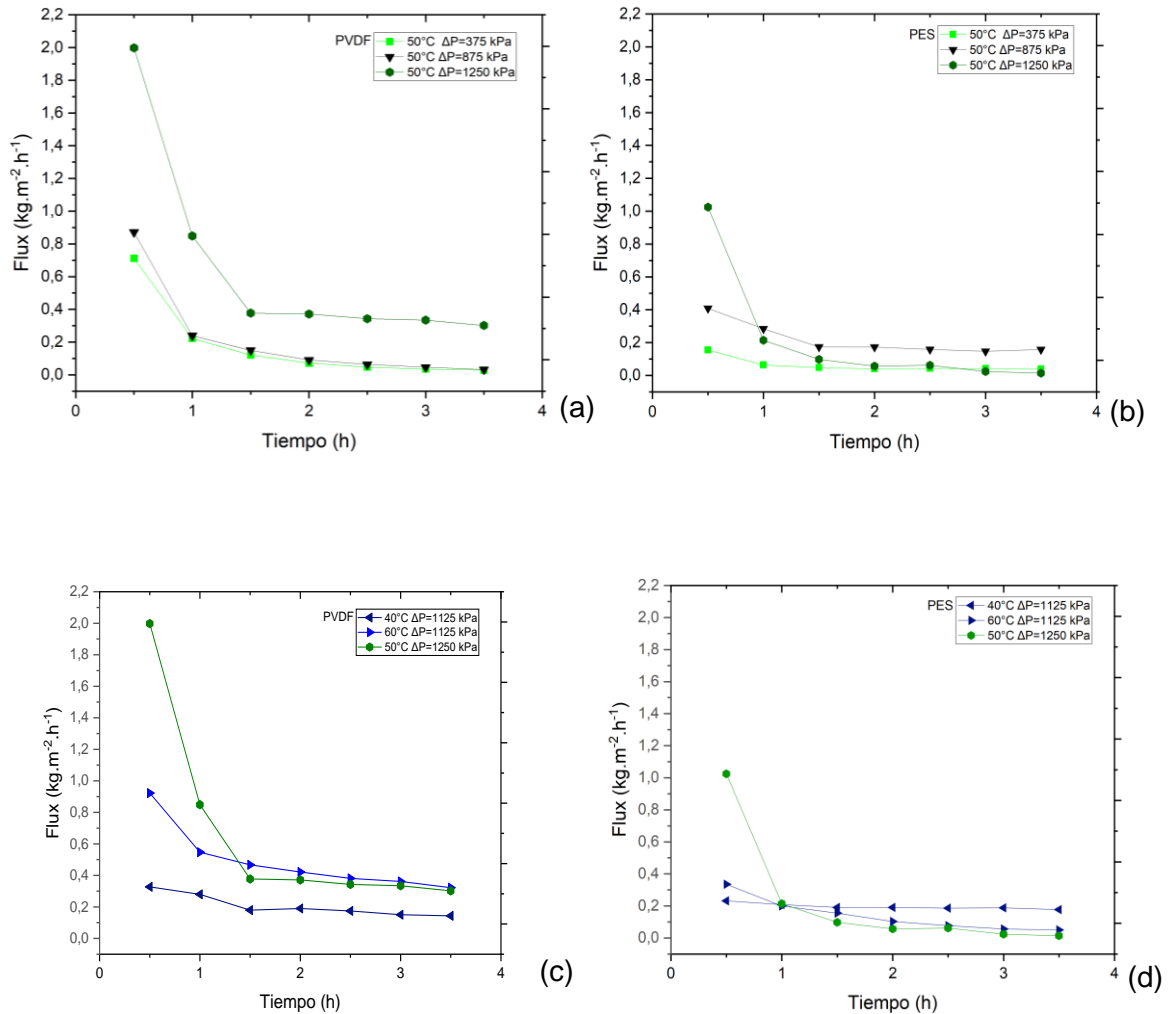 PVDF
50°C ΔP=375 kPa
50°C ΔP=875 kPa
50°C ΔP=1250 kPa
2,2
2,0
1,8
1,6
1,4
1,2
1,0
0,8
0,6
0,4
0,2
0,0
Flux (kg.m-2.h-1)
0 1 2 3 4
Tiempo (h)
(a)
PES
50°C ΔP=375 kPa
50°C ΔP=875 kPa
50°C ΔP=1250 kPa
2,2
2,0
1,8
1,6
1,4
1,2
1,0
0,8
0,6
0,4
0,2
0,0
Flux (kg.m-2.h-1)
0 1 2 3 4
Tiempo (h)
(b)
PVDF
40°C ΔP=1125 kPa
60°C ΔP=1125 kPa
50°C ΔP=1250 kPa
2,2
2,0
1,8
1,6
1,4
1,2
1,0
0,8
0,6
0,4
0,2
0,0
Flux (kg.m-2.h-1)
0 1 2 3 4
Tiempo (h)
(c)
PES
40°C ΔP=1125 kPa
60°C ΔP=1125 kPa
50°C ΔP=1250 kPa
2,2
2,0
1,8
1,6
1,4
1,2
1,0
0,8
0,6
0,4
0,2
0,0
Flux (kg.m-2.h-1)
0 1 2 3 4
Tiempo (h)
(d)